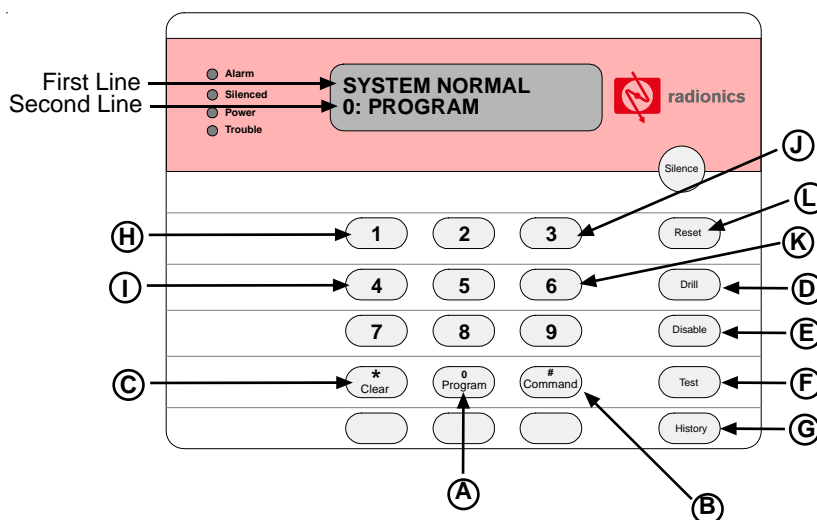 First Line
Second Line
Alarm
Silenced
Power
Trouble
SYSTEM NORMAL
0: PROGRAM
radionics
Silence
J
L
H
1
2
3
Reset
K
I
4
5
6
Drill
D
7
8
9
Disable
E
C
*
Clear
0
Program
#
Command
Test
F
History
G
A
B